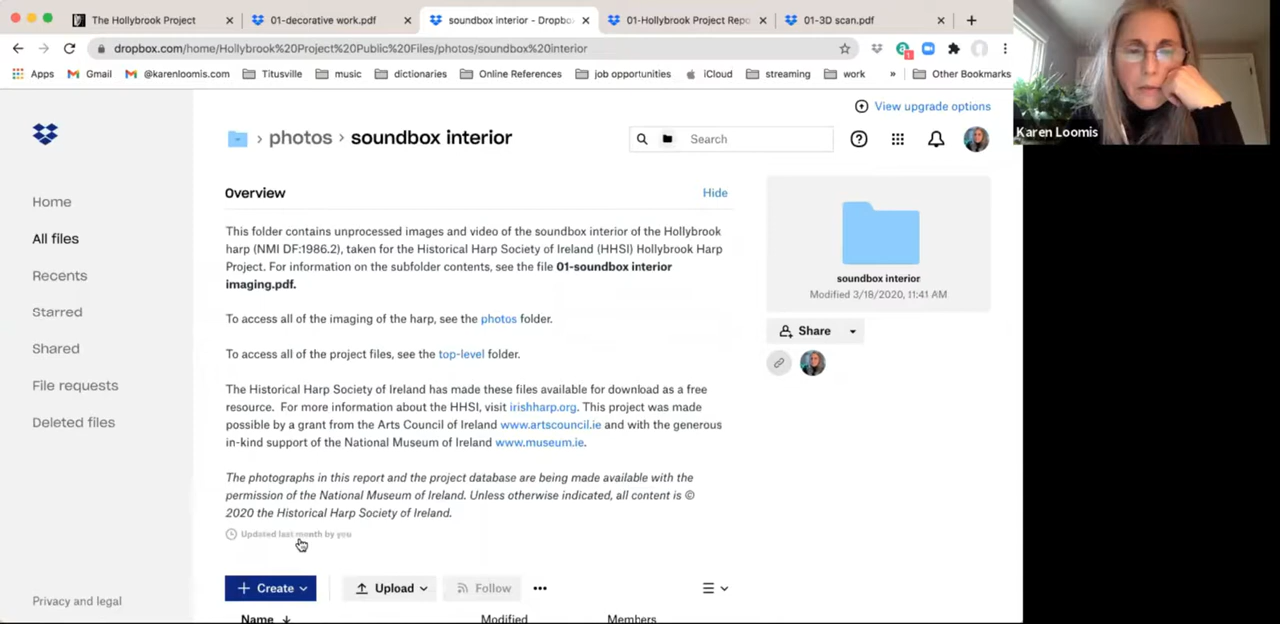 The Hollybrook Project
01-decorative work.pdf
soundbox interior - Dropbo
01-Hollybrook Project Repo
01-3D scan.pdf
dropbox.com/home/Hollybrook%20Project%20Public%20Files/photos/soundbox%20interior
Apps Gmail @karenloomis.com Titusville music dictionaries Online References job opportunities iCloud streaming work » Other Bookmarks
Karen Loomis
View upgrade options
› photos › soundbox interior
Search
Home
All files
Recents
Starred
Shared
File requests
Deleted files
Privacy and legal
Overview
Hide
This folder contains unprocessed images and video of the soundbox interior of the Hollybrook
harp (NMI DF:1986.2), taken for the Historical Harp Society of Ireland (HHSI) Hollybrook Harp
Project. For information on the subfolder contents, see the file 01-soundbox interior
imaging.pdf.
To access all of the imaging of the harp, see the photos folder.
To access all of the project files, see the top-level folder.
The Historical Harp Society of Ireland has made these files available for download as a free
resource. For more information about the HHSI, visit irishharp.org. This project was made
possible by a grant from the Arts Council of Ireland www.artscouncil.ie and with the generous
in-kind support of the National Museum of Ireland www.museum.ie.
The photographs in this report and the project database are being made available with the
permission of the National Museum of Ireland. Unless otherwise indicated, all content is ©
2020 the Historical Harp Society of Ireland.
Updated last month by you
soundbox interior
Modified 3/18/2020, 11:41 AM
Share
+ Create
Upload
Follow
Name ↓
Modified
Members